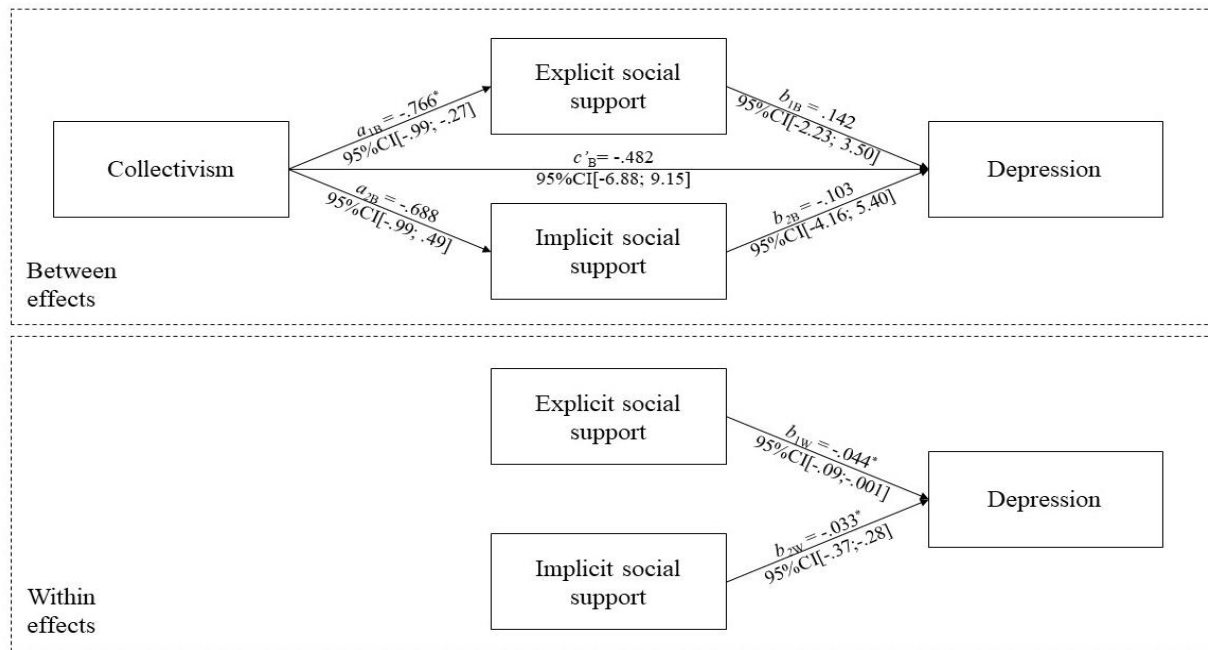 Explicit social
support
a1B = -.766*
95%CI[-.99; -.27]
b1B = .142
95%CI[-2.23; 3.50]
Collectivism
c’B= -.482
95%CI[-6.88; 9.15]
Depression
a2B = -.688
95%CI[-.99; .49]
b2B = -.103
95%CI[-4.16; 5.40]
Implicit social
support
Between
effects
Explicit social
support
b1W = -.044*
95%CI[-.09;-.001]
Depression
b2W = -.033*
95%CI[-.37;-.28]
Implicit social
support
Within
effects